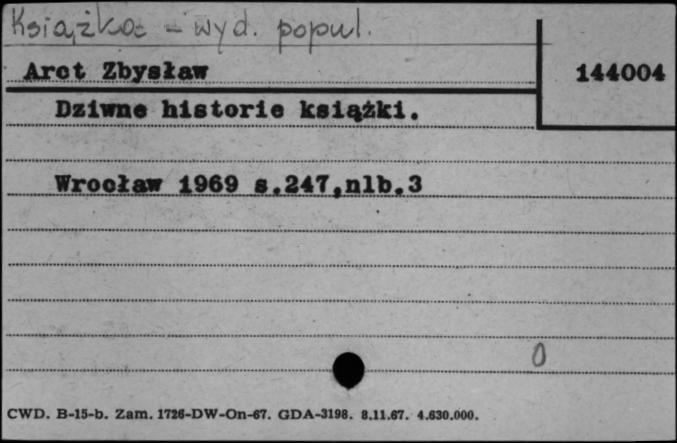 Książka - wyd. popul.
Arct Zbysław
144004
Dziwne historie książki.
Wrocław 1969 s.247,nlb.3
0
CWD. B-15-b. Zam. 1726-DW-On-67. GDA-3198. 8.11.67. 4.630.000.